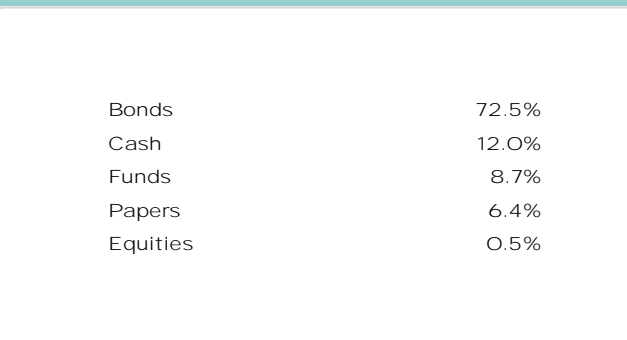 Bonds 72.5%
Cash 12.0%
Funds 8.7%
Papers 6.4%
Equities 0.5%